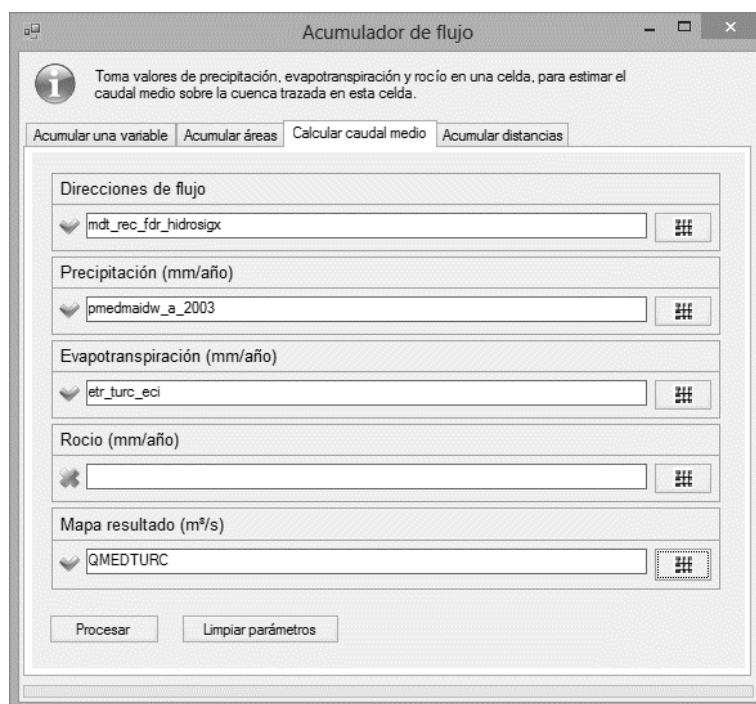 Acumulador de flujo
Toma valores de precipitación, evapotranspiración y rocío en una celda, para estimar el
caudal medio sobre la cuenca trazada en esta celda.
Acumular una variable Acumular áreas Calcular caudal medio Acumular distancias
Direcciones de flujo
mdt_rec_fdr_hidrosigx
Precipitación (mm/año)
pmedmaidw_a_2003
Evapotranspiración (mm/año)
etr_turc_eci
Rocio (mm/año)
Mapa resultado (m³/s)
QMEDTURC
Procesar Limpiar parámetros